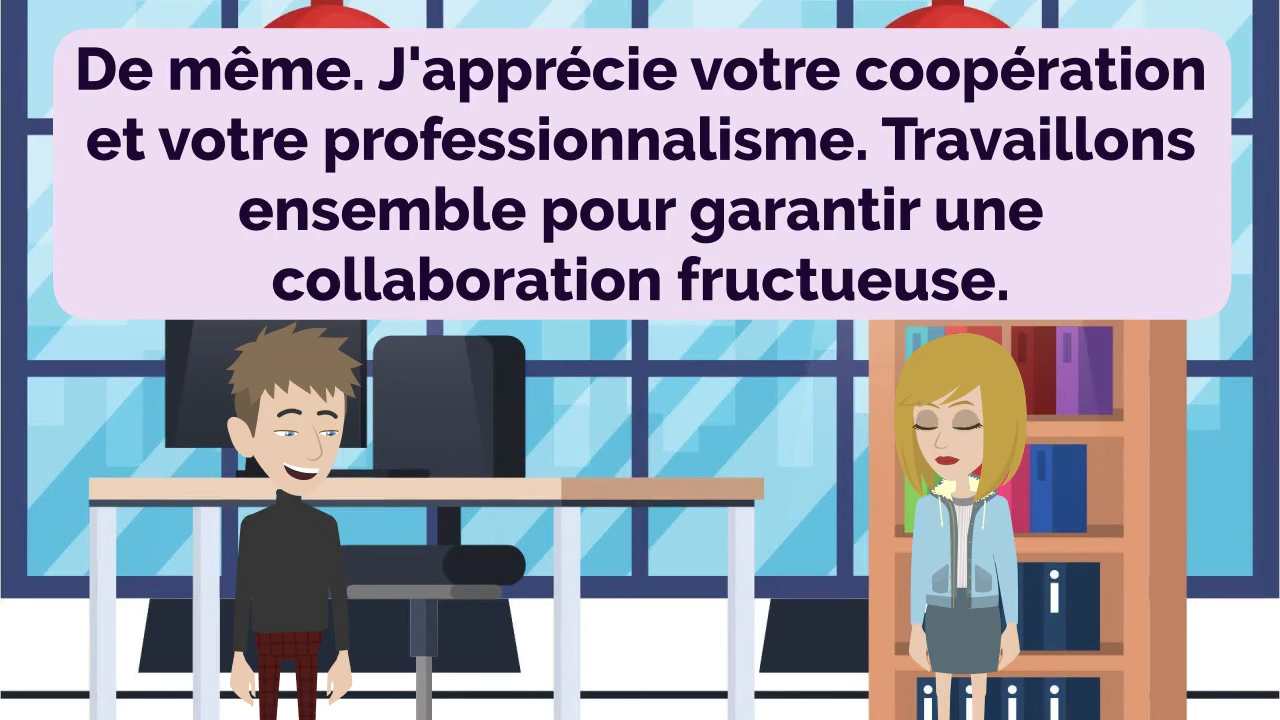 De même. J'apprécie votre coopération
et votre professionnalisme. Travaillons
ensemble pour garantir une
collaboration fructueuse.